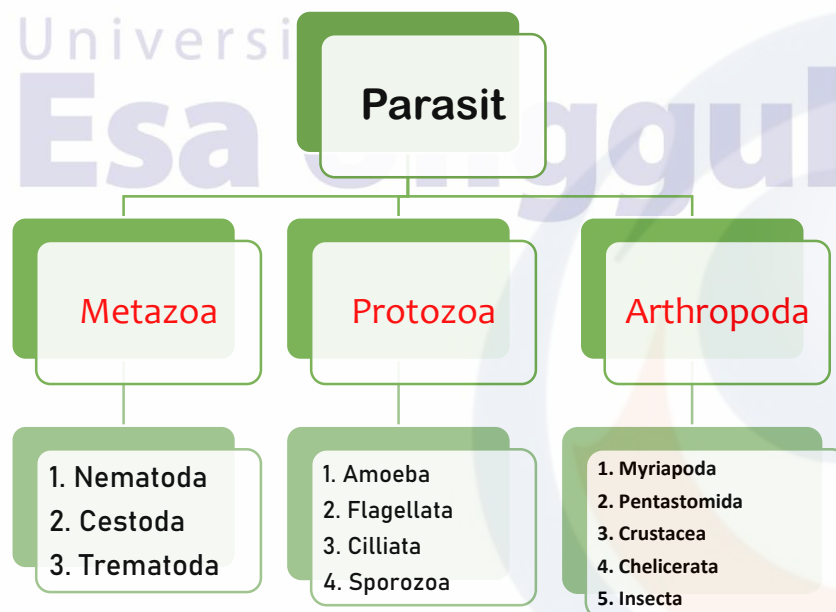 Universi
Esa Unggul
Parasit
Metazoa
Protozoa
Arthropoda
1. Nematoda
2. Cestoda
3. Trematoda
1. Amoeba
2. Flagellata
3. Cilliata
4. Sporozoa
1. Myriapoda
2. Pentastomida
3. Crustacea
4. Chelicerata
5. Insecta